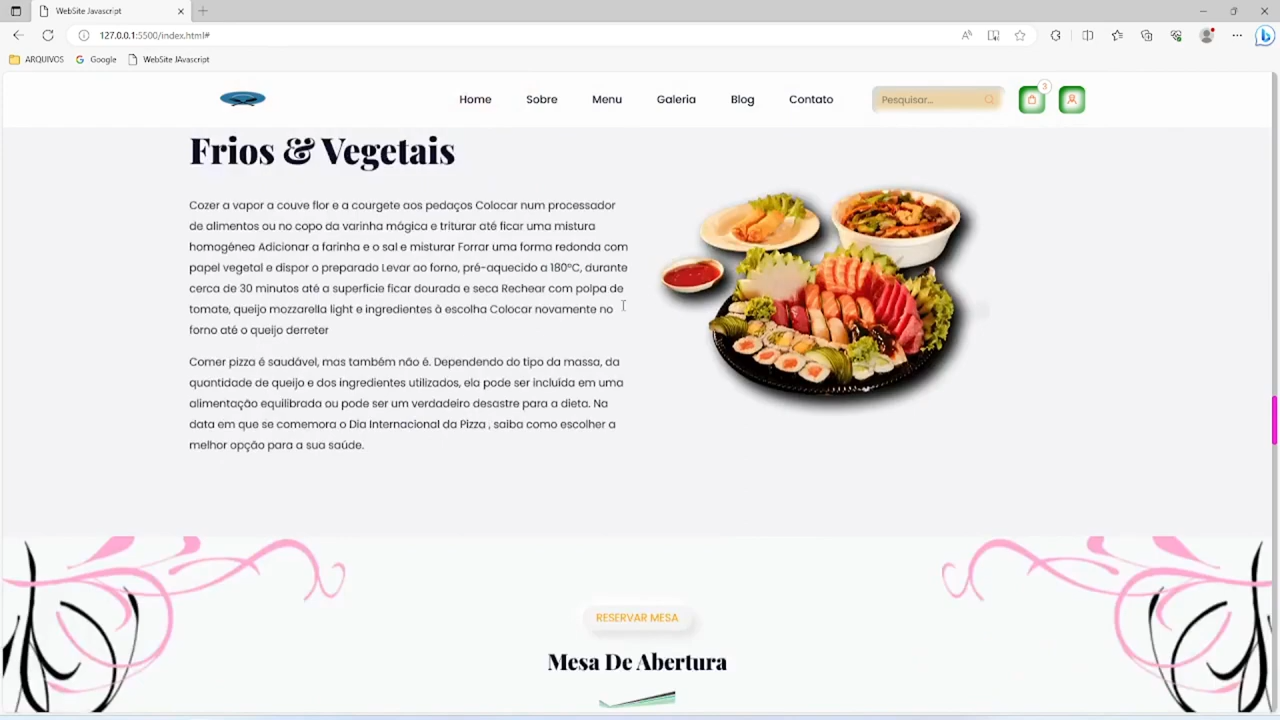 WebSite Javascript
127.0.0.1:5500/index.html#
ARQUIVOS
Google
WebSite JAvascript
Home
Sobre
Menu
Galeria
Blog
Contato
Pesquisar...
3
Frios & Vegetais
Cozer a vapor a couve flor e a courgete aos pedaços Colocar num processador
de alimentos ou no copo da varinha mágica e triturar até ficar uma mistura
homogénea Adicionar a farinha e o sal e misturar Forrar uma forma redonda com
papel vegetal e dispor o preparado Levar ao forno, pré-aquecido a 180ºC, durante
cerca de 30 minutos até a superfície ficar dourada e seca Rechear com polpa de
tomate, queijo mozzarella light e ingredientes à escolha Colocar novamente no
forno até o queijo derreter
Comer pizza é saudável, mas também não é. Dependendo do tipo da massa, da
quantidade de queijo e dos ingredientes utilizados, ela pode ser incluída em uma
alimentação equilibrada ou pode ser um verdadeiro desastre para a dieta. Na
data em que se comemora o Dia Internacional da Pizza , saiba como escolher a
melhor opção para a sua saúde.
RESERVAR MESA
Mesa De Abertura